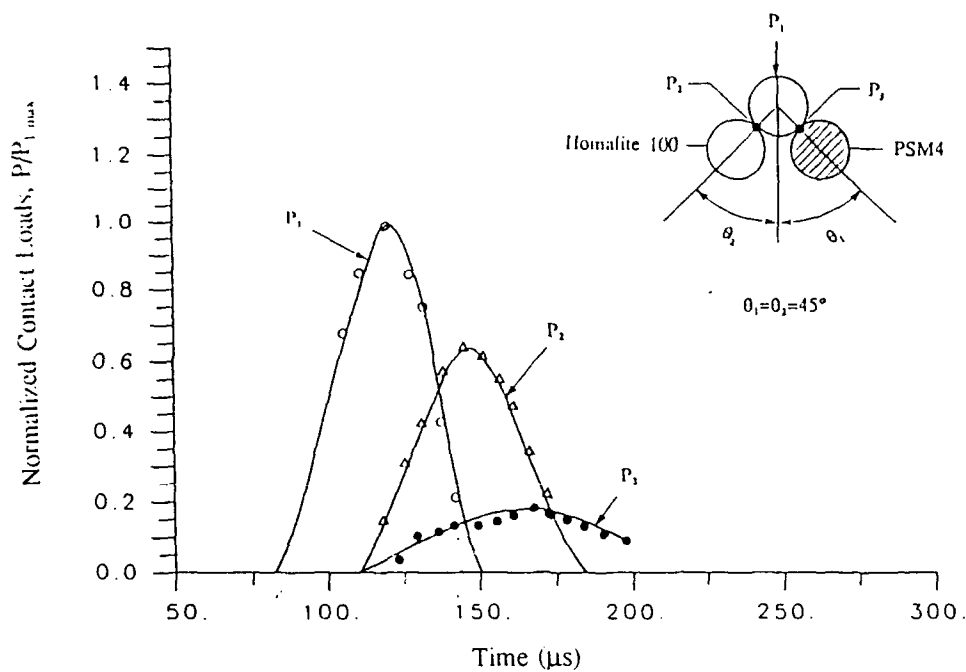 Normalized Contact Loads, P/P₁ max
1.4
1.2
1.0
0.8
0.6
0.4
0.2
0.0
50.
100.
150.
200.
250.
300.
Time (μs)
P₁
P₂
P₃
P₁
P₂
P₃
Homalite 100
PSM4
θ₂
θ₁
θ₁=θ₂=45°